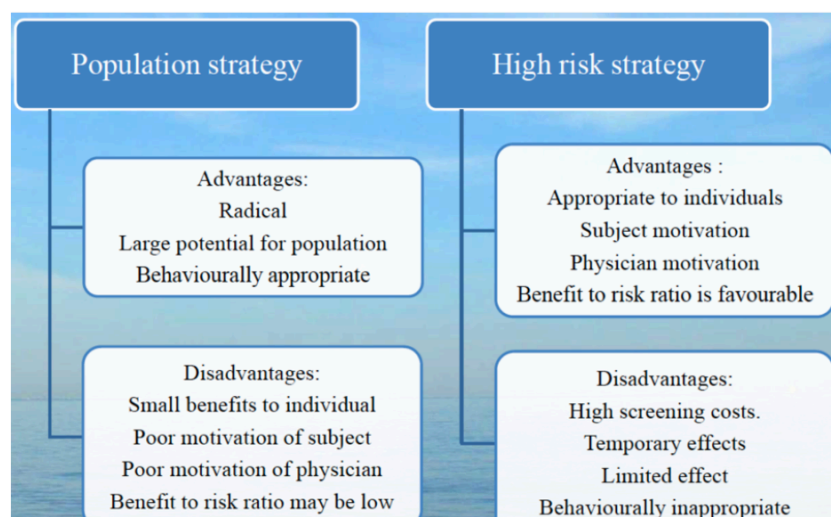 Population strategy
Advantages:
Radical
Large potential for population
Behaviourally appropriate
Disadvantages:
Small benefits to individual
Poor motivation of subject
Poor motivation of physician
Benefit to risk ratio may be low
High risk strategy
Advantages :
Appropriate to individuals
Subject motivation
Physician motivation
Benefit to risk ratio is favourable
Disadvantages:
High screening costs.
Temporary effects
Limited effect
Behaviourally inappropriate